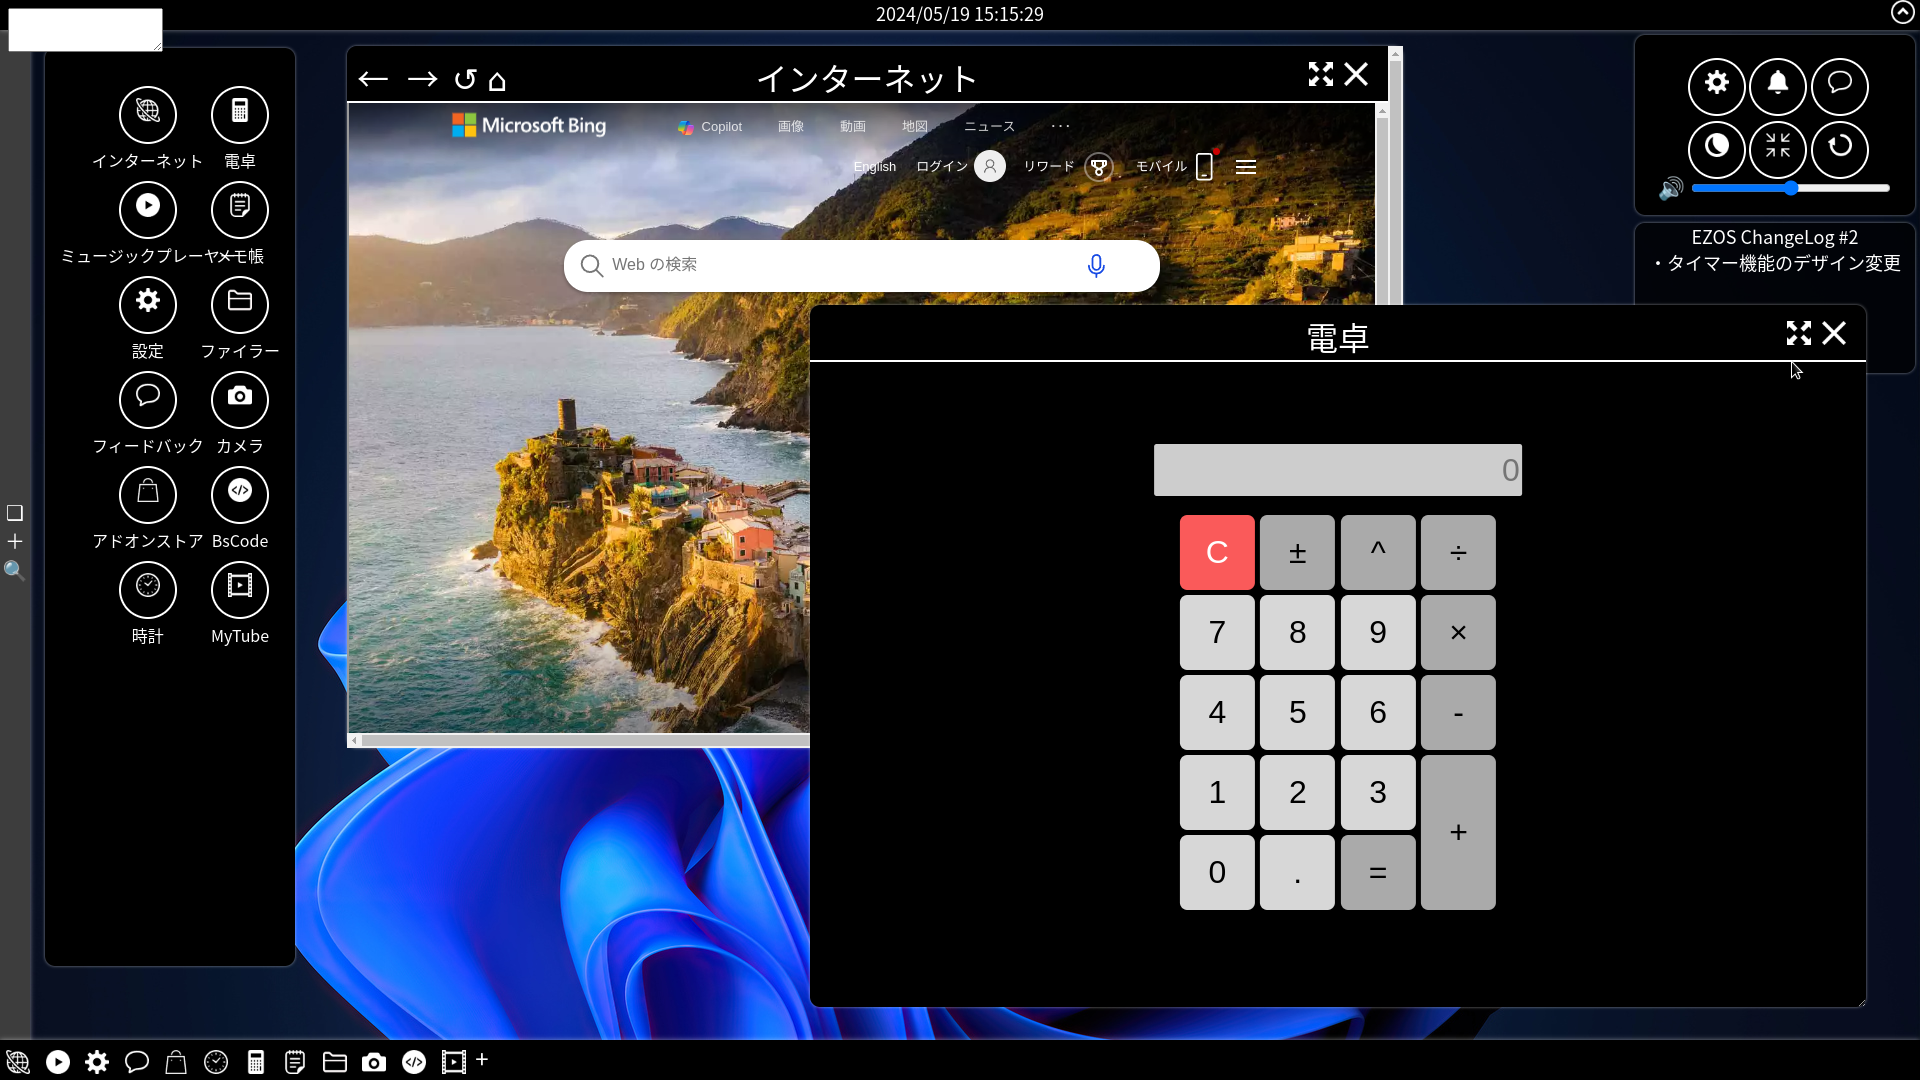 2024/05/19 15:15:29
インターネット
電卓
ミュージックプレーヤー
メモ帳
設定
ファイラー
フィードバック
カメラ
アドオンストア
BsCode
時計
MyTube
インターネット
Microsoft Bing
Copilot
画像
動画
地図
ニュース
English
ログイン
リワード
モバイル
Web の検索
EZOS ChangeLog #2
・タイマー機能のデザイン変更
電卓
0
C ± ^ ÷
7 8 9 ×
4 5 6 -
1 2 3 +
0 . =